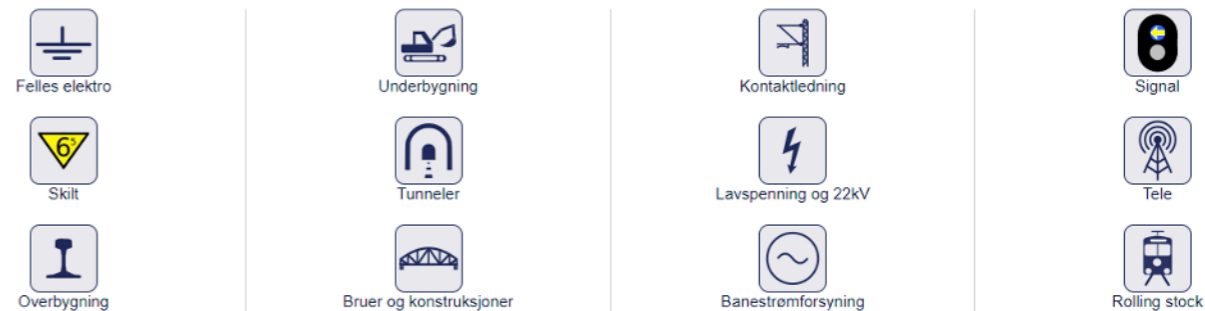 Felles elektro
Underbygning
Kontaktledning
Signal
6⁵
Skilt
Tunneler
Lavspenning og 22kV
Tele
Overbygning
Bruer og konstruksjoner
Banestrømforsyning
Rolling stock